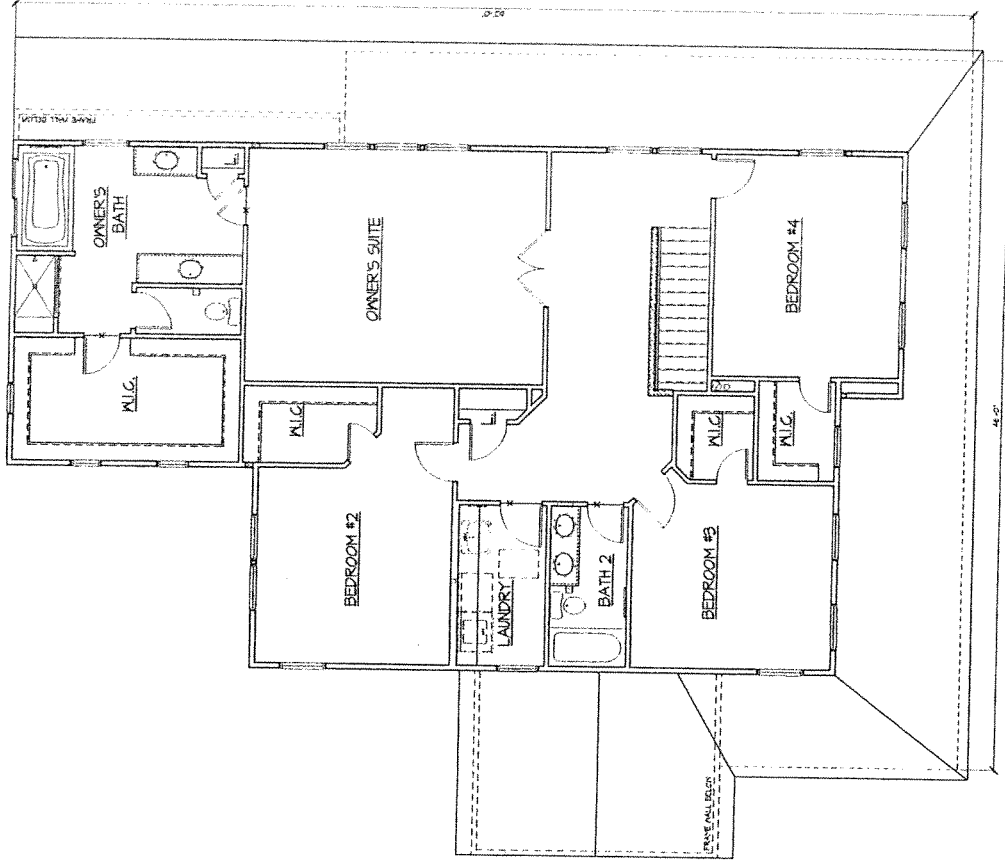 FRAME WALL BELOW
OWNER'S
BATH
W.I.C.
OWNER'S SUITE
W.I.C.
BEDROOM #2
LAUNDRY
BATH 2
BEDROOM #3
W.I.C.
W.I.C.
BEDROOM #4
FRAME WALL BELOW